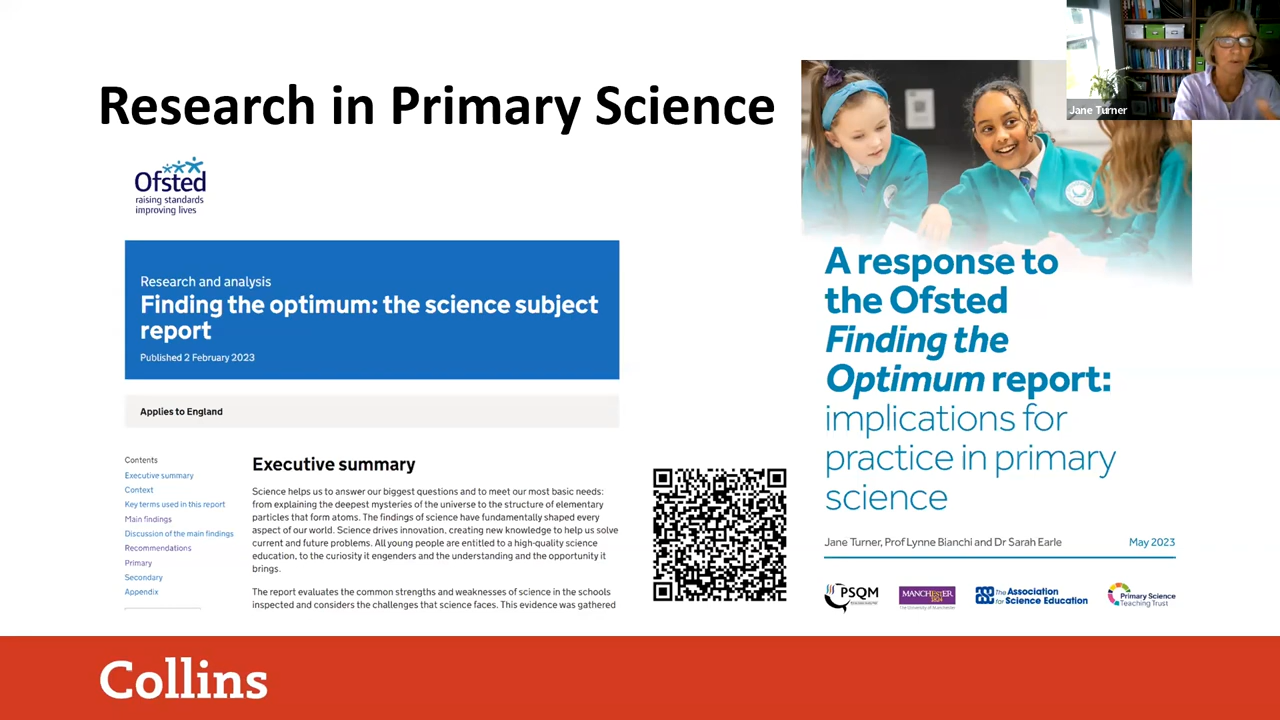 Research in Primary Science
Jane Turner
Ofsted
raising standards
improving lives
Research and analysis
Finding the optimum: the science subject
report
Published 2 February 2023
Applies to England
Contents
Executive summary
Context
Key terms used in this report
Main findings
Discussion of the main findings
Recommendations
Primary
Secondary
Appendix
Executive summary
Science helps us to answer our biggest questions and to meet our most basic needs:
from explaining the deepest mysteries of the universe to the structure of elementary
particles that form atoms. The findings of science have fundamentally shaped every
aspect of our world. Science drives innovation, creating new knowledge to help us solve
current and future problems. All young people are entitled to a high-quality science
education, to the curiosity it engenders and the understanding and the opportunity it
brings.
The report evaluates the common strengths and weaknesses of science in the schools
inspected and considers the challenges that science faces. This evidence was gathered
A response to
the Ofsted
Finding the
Optimum report:
implications for
practice in primary
science
Jane Turner, Prof Lynne Bianchi and Dr Sarah Earle
May 2023
PSQM
MANCHESTER
1824
The University of Manchester
The Association
for Science Education
Primary Science
Teaching Trust
Collins